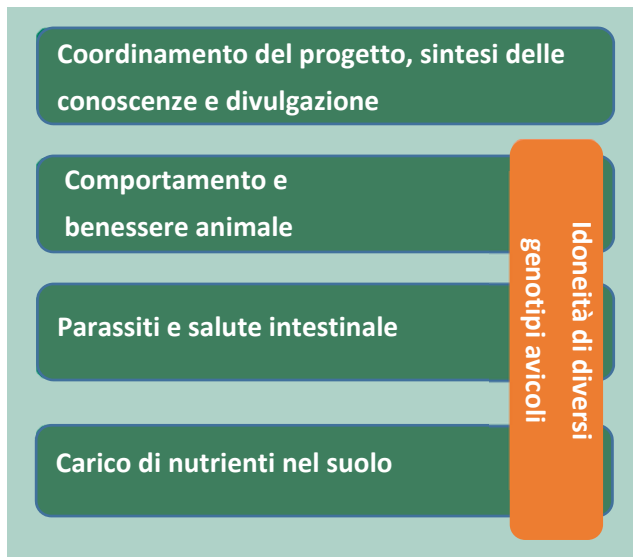 Coordinamento del progetto, sintesi delle
conoscenze e divulgazione
Comportamento e
benessere animale
Parassiti e salute intestinale
Carico di nutrienti nel suolo
Idoneità di diversi
genotipi avicoli